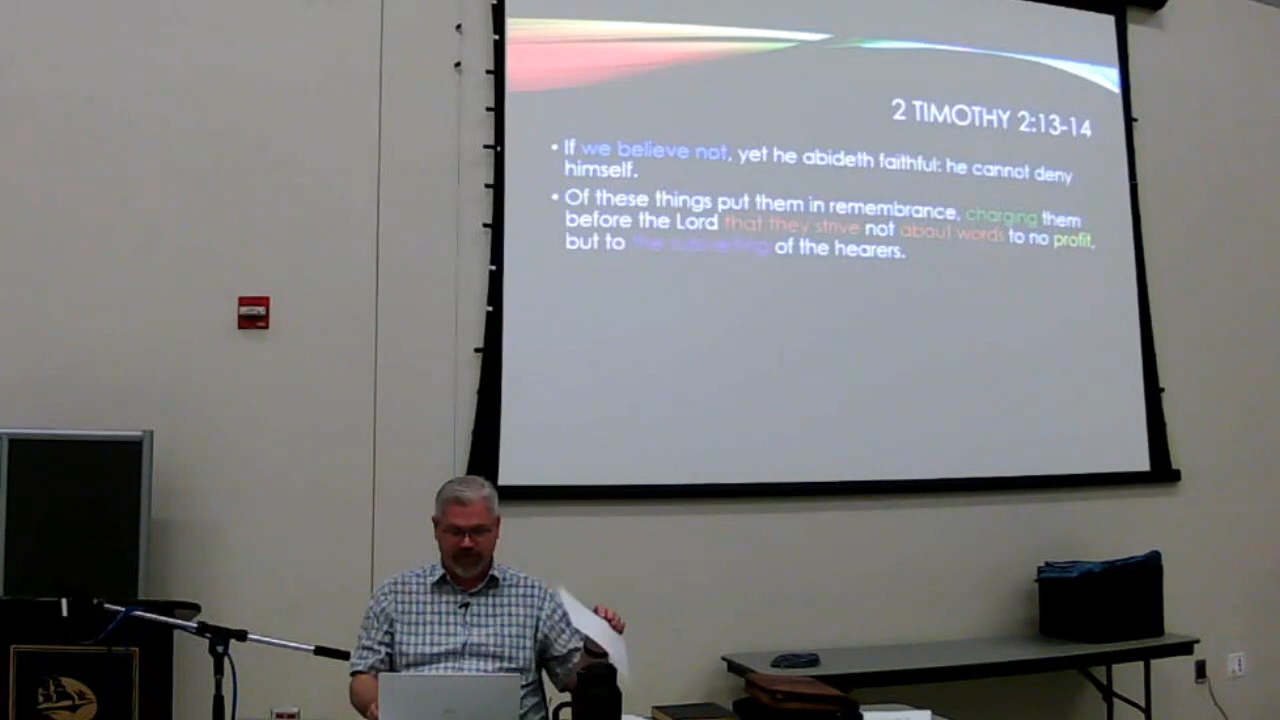 2 TIMOTHY 2:13-14
• If we believe not, yet he abideth faithful: he cannot deny
himself.
• Of these things put them in remembrance, charging them
before the Lord that they strive not about words to no profit,
but to the subverting of the hearers.